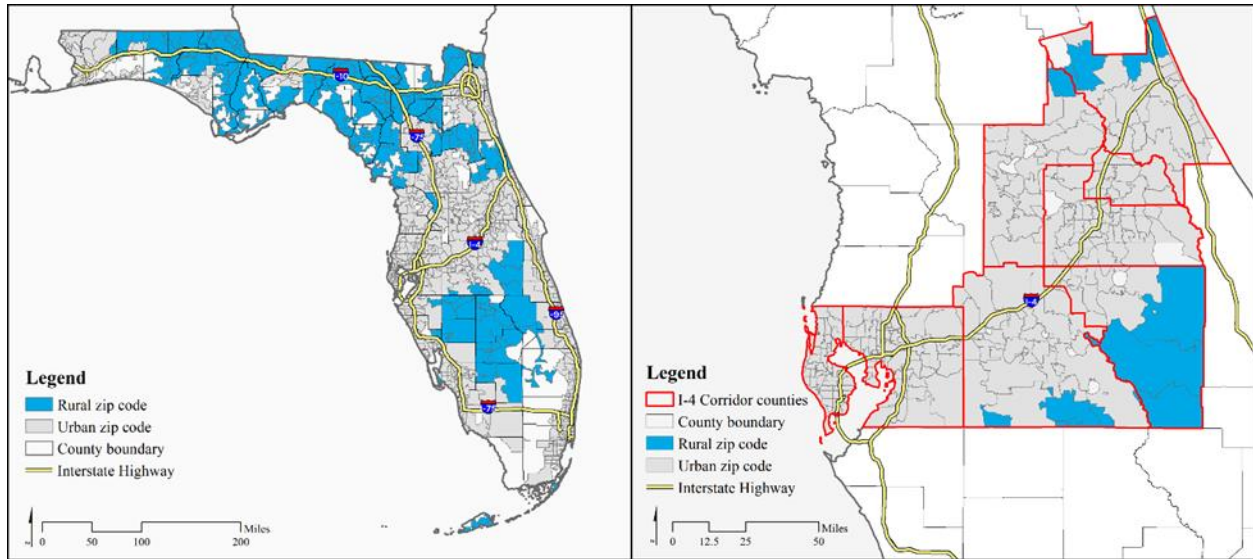 I-10
I-75
I-4
I-95
I-75
Legend
Rural zip code
Urban zip code
County boundary
Interstate Highway
Miles
0 50 100 200
I-4
Legend
I-4 Corridor counties
County boundary
Rural zip code
Urban zip code
Interstate Highway
Miles
0 12.5 25 50